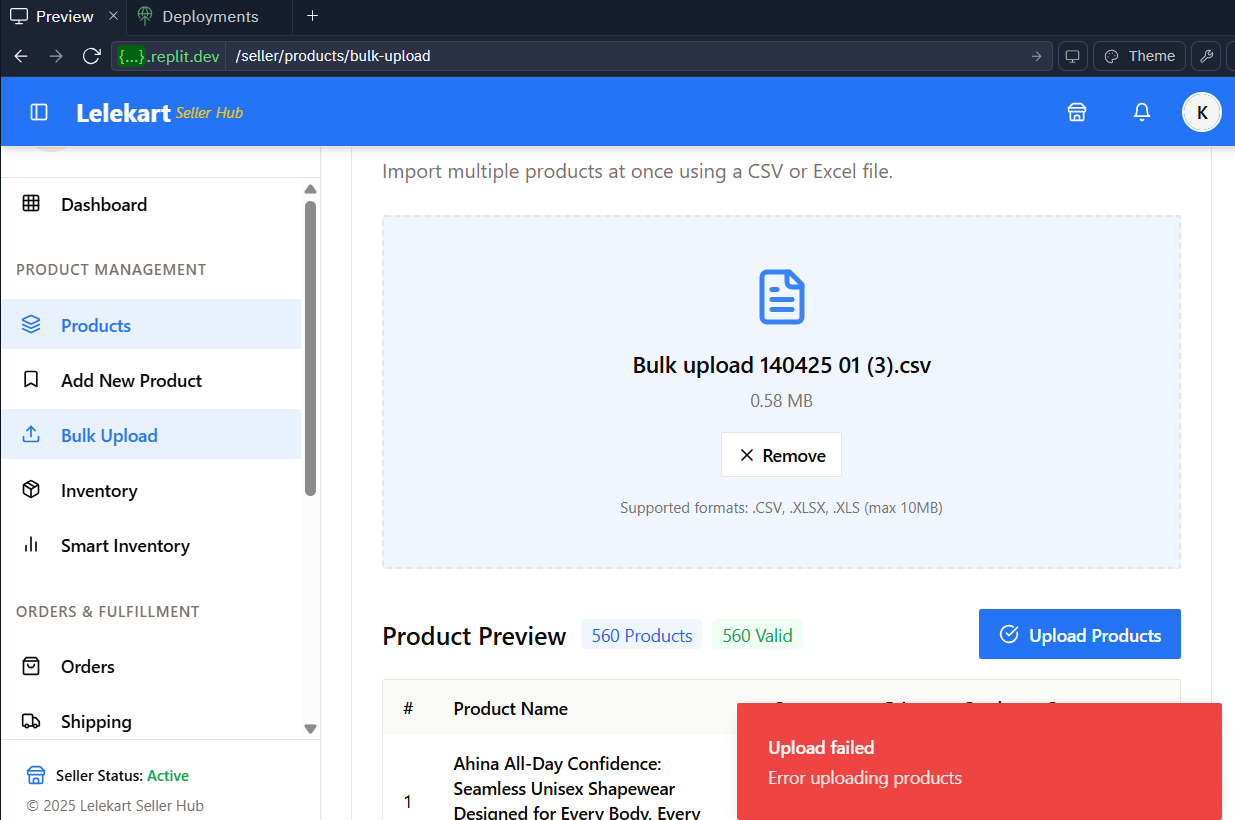 Preview
Deployments
{...}.replit.dev /seller/products/bulk-upload
Theme
Lelekart Seller Hub
K
Dashboard
PRODUCT MANAGEMENT
Products
Add New Product
Bulk Upload
Inventory
Smart Inventory
ORDERS & FULFILLMENT
Orders
Shipping
Seller Status: Active
© 2025 Lelekart Seller Hub
Import multiple products at once using a CSV or Excel file.
Bulk upload 140425 01 (3).csv
0.58 MB
Remove
Supported formats: .CSV, .XLSX, .XLS (max 10MB)
Product Preview 560 Products 560 Valid
Upload Products
# Product Name
1
Ahina All-Day Confidence:
Seamless Unisex Shapewear
Designed for Every Body, Every
Upload failed
Error uploading products